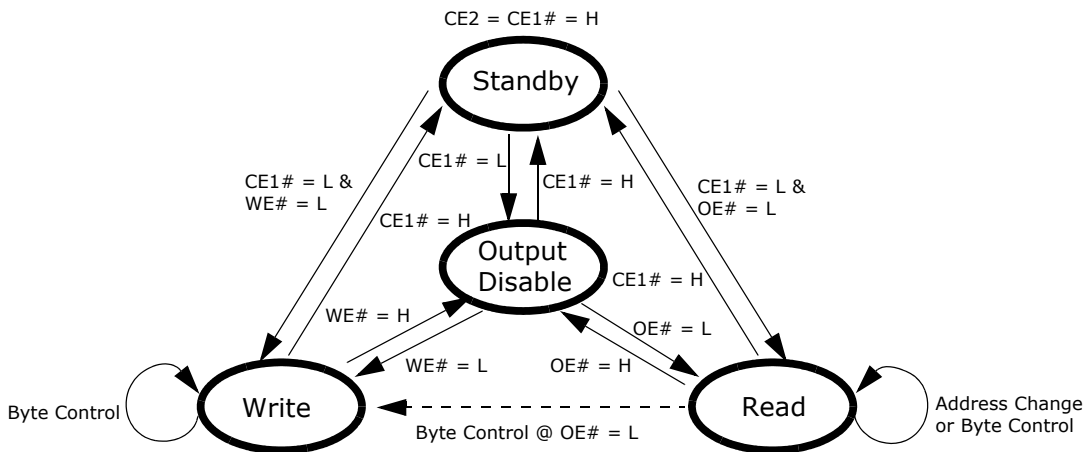 CE2 = CE1# = H
Standby
CE1# = L
CE1# = H
CE1# = L &
WE# = L
CE1# = L &
OE# = L
CE1# = H
Output
Disable
CE1# = H
WE# = H
OE# = L
WE# = L
OE# = H
Byte Control
Write
Read
Address Change
or Byte Control
Byte Control @ OE# = L